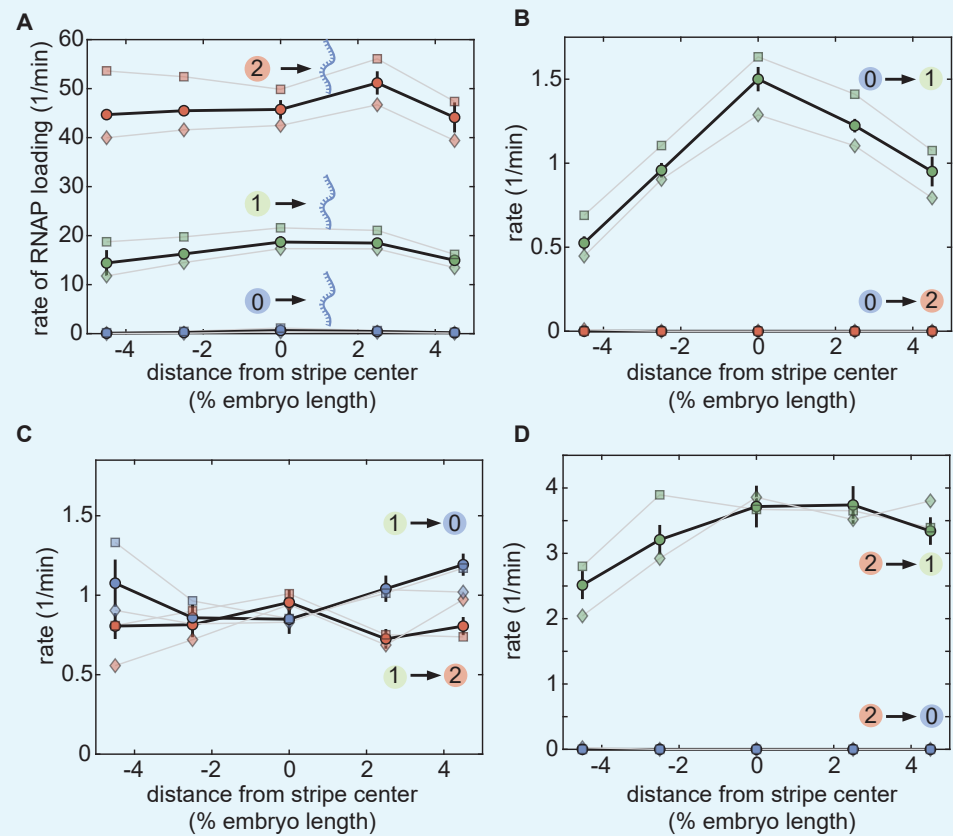 A
rate of RNAP loading (1/min)
60
50
40
30
20
10
0
2
1
0
-4 -2 0 2 4
distance from stripe center
(% embryo length)
B
rate (1/min)
1.5
1
0.5
0
0 1
0 2
-4 -2 0 2 4
distance from stripe center
(% embryo length)
C
rate (1/min)
1.5
1
0.5
0
1 0
1 2
-4 -2 0 2 4
distance from stripe center
(% embryo length)
D
rate (1/min)
4
3
2
1
0
2 1
2 0
-4 -2 0 2 4
distance from stripe center
(% embryo length)